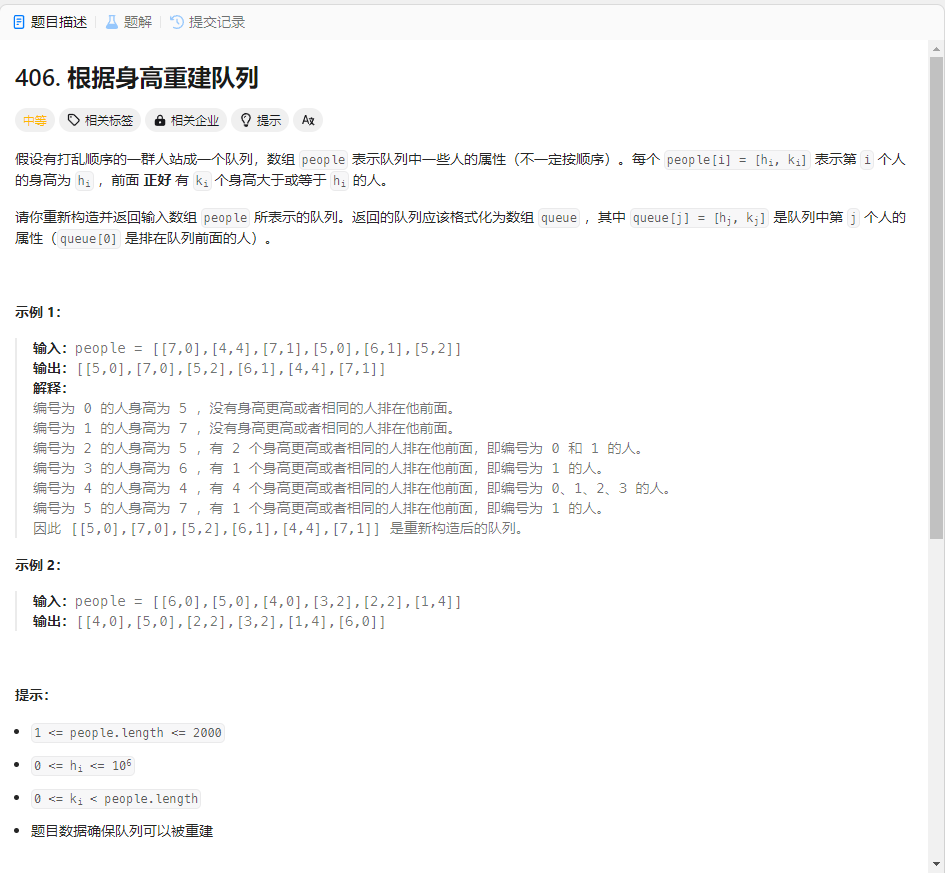 题目描述 题解 提交记录
406. 根据身高重建队列
中等 相关标签 相关企业 提示 Aあ
假设有打乱顺序的一群人站成一个队列，数组 people 表示队列中一些人的属性（不一定按顺序）。每个 people[i] = [hi, ki] 表示第 i 个人
的身高为 hi ，前面 正好 有 ki 个身高大于或等于 hi 的人。
请你重新构造并返回输入数组 people 所表示的队列。返回的队列应该格式化为数组 queue ，其中 queue[j] = [hj, kj] 是队列中第 j 个人的
属性（queue[0] 是排在队列前面的人）。
示例 1：
输入：people = [[7,0],[4,4],[7,1],[5,0],[6,1],[5,2]]
输出：[[5,0],[7,0],[5,2],[6,1],[4,4],[7,1]]
解释：
编号为 0 的人身高为 5 ，没有身高更高或者相同的人排在他前面。
编号为 1 的人身高为 7 ，没有身高更高或者相同的人排在他前面。
编号为 2 的人身高为 5 ，有 2 个身高更高或者相同的人排在他前面，即编号为 0 和 1 的人。
编号为 3 的人身高为 6 ，有 1 个身高更高或者相同的人排在他前面，即编号为 1 的人。
编号为 4 的人身高为 4 ，有 4 个身高更高或者相同的人排在他前面，即编号为 0、1、2、3 的人。
编号为 5 的人身高为 7 ，有 1 个身高更高或者相同的人排在他前面，即编号为 1 的人。
因此 [[5,0],[7,0],[5,2],[6,1],[4,4],[7,1]] 是重新构造后的队列。
示例 2：
输入：people = [[6,0],[5,0],[4,0],[3,2],[2,2],[1,4]]
输出：[[4,0],[5,0],[2,2],[3,2],[1,4],[6,0]]
提示：
1 <= people.length <= 2000
0 <= hi <= 10⁶
0 <= ki < people.length
题目数据确保队列可以被重建